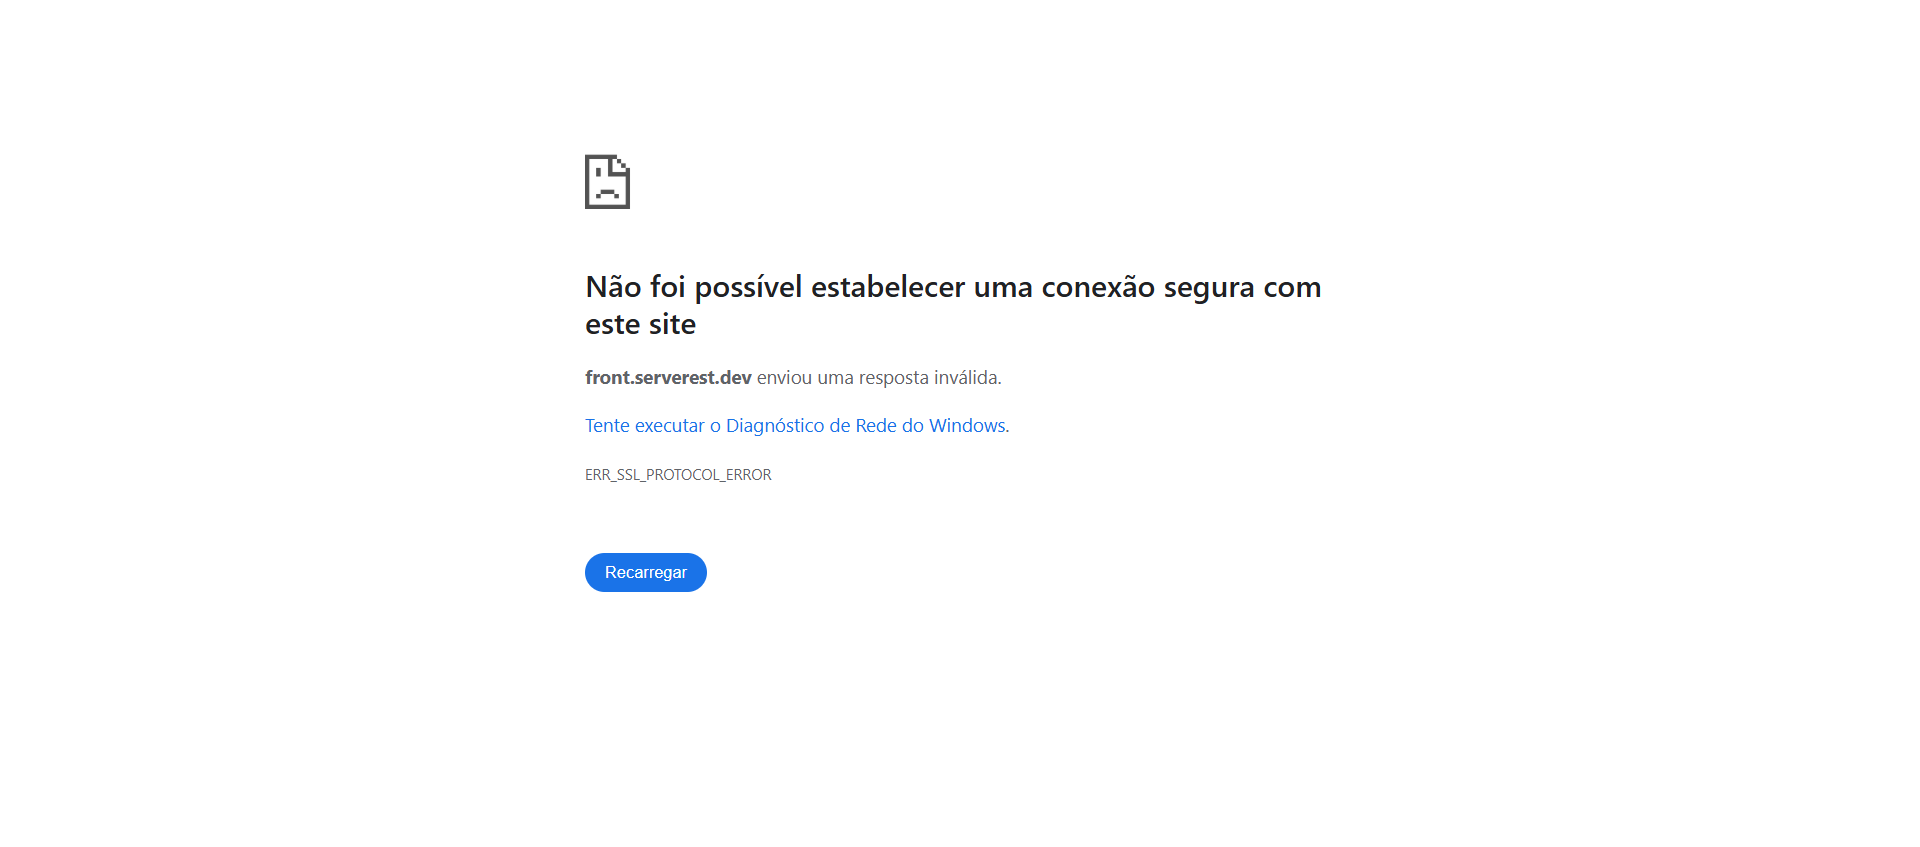 Não foi possível estabelecer uma conexão segura com
este site
front.serverest.dev enviou uma resposta inválida.
Tente executar o Diagnóstico de Rede do Windows.
ERR_SSL_PROTOCOL_ERROR
Recarregar